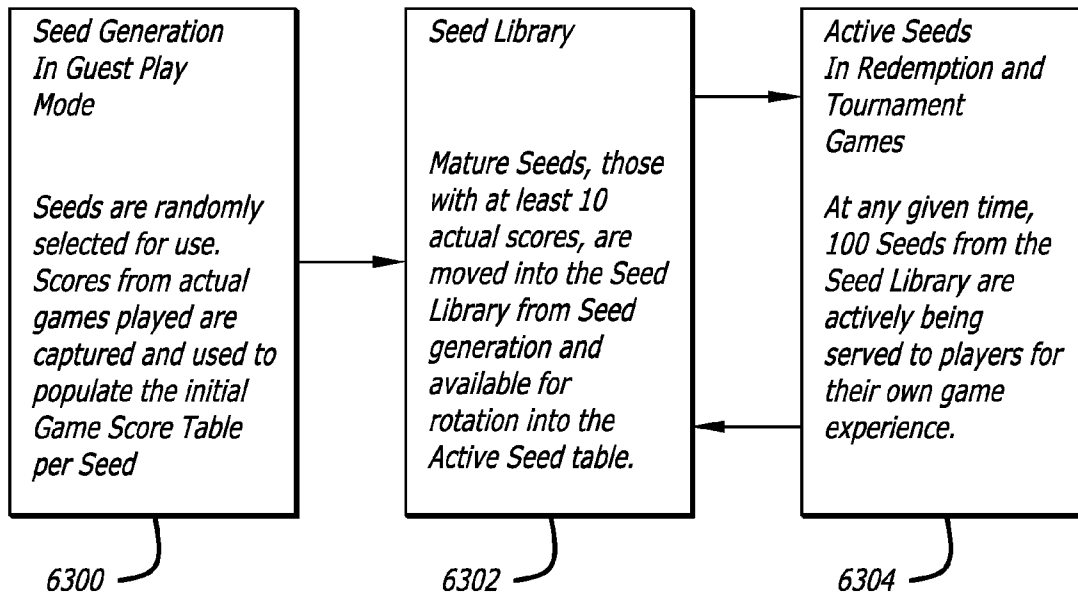 Seed Generation
In Guest Play
Mode
Seeds are randomly
selected for use.
Scores from actual
games played are
captured and used to
populate the initial
Game Score Table
per Seed
6300
Seed Library
Mature Seeds, those
with at least 10
actual scores, are
moved into the Seed
Library from Seed
generation and
available for
rotation into the
Active Seed table.
6302
Active Seeds
In Redemption and
Tournament
Games
At any given time,
100 Seeds from the
Seed Library are
actively being
served to players for
their own game
experience.
6304